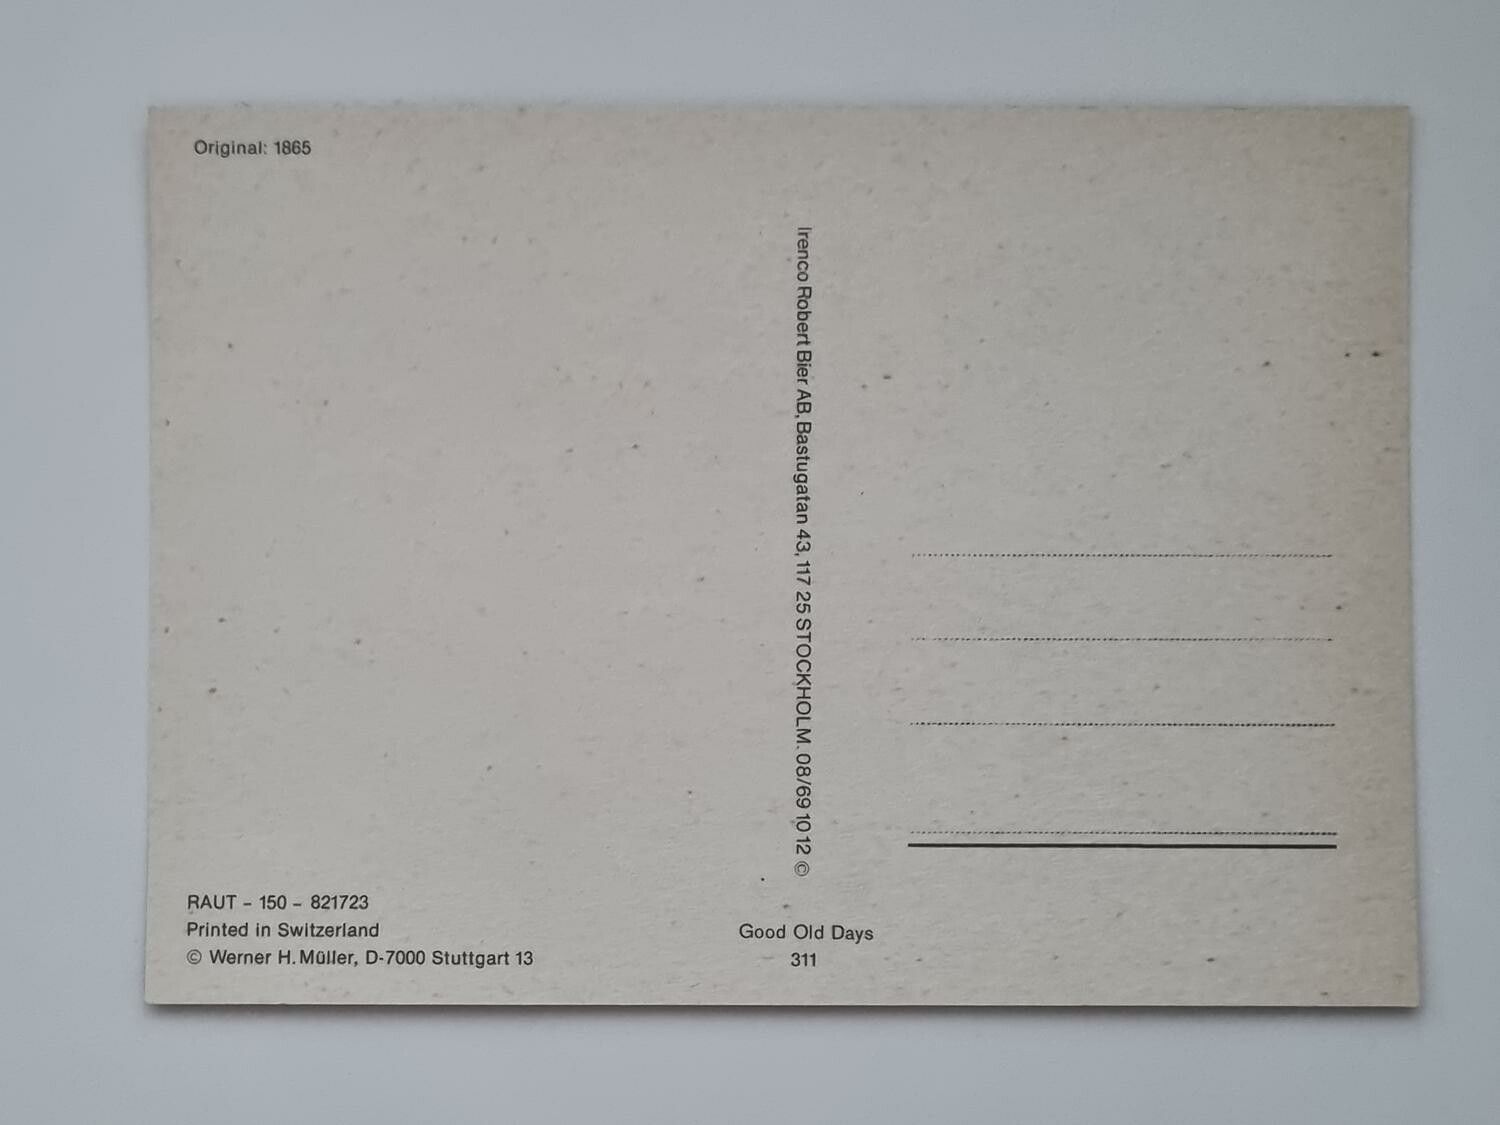 Original: 1865
Irenco Robert Bier AB, Bastugatan 43, 117 25 STOCKHOLM. 08/69 10 12 ©
RAUT – 150 – 821723
Printed in Switzerland
© Werner H. Müller, D-7000 Stuttgart 13
Good Old Days
311